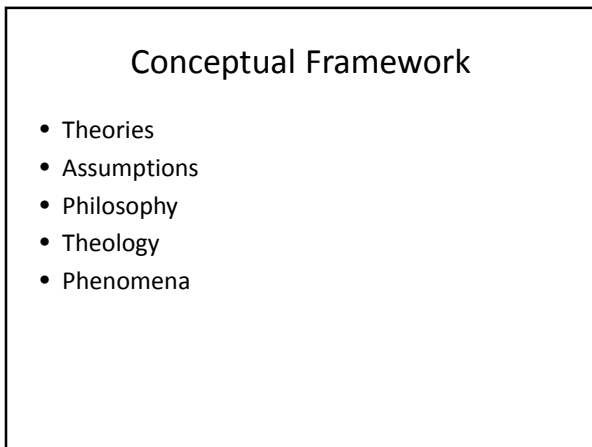 Conceptual Framework
• Theories
• Assumptions
• Philosophy
• Theology
• Phenomena